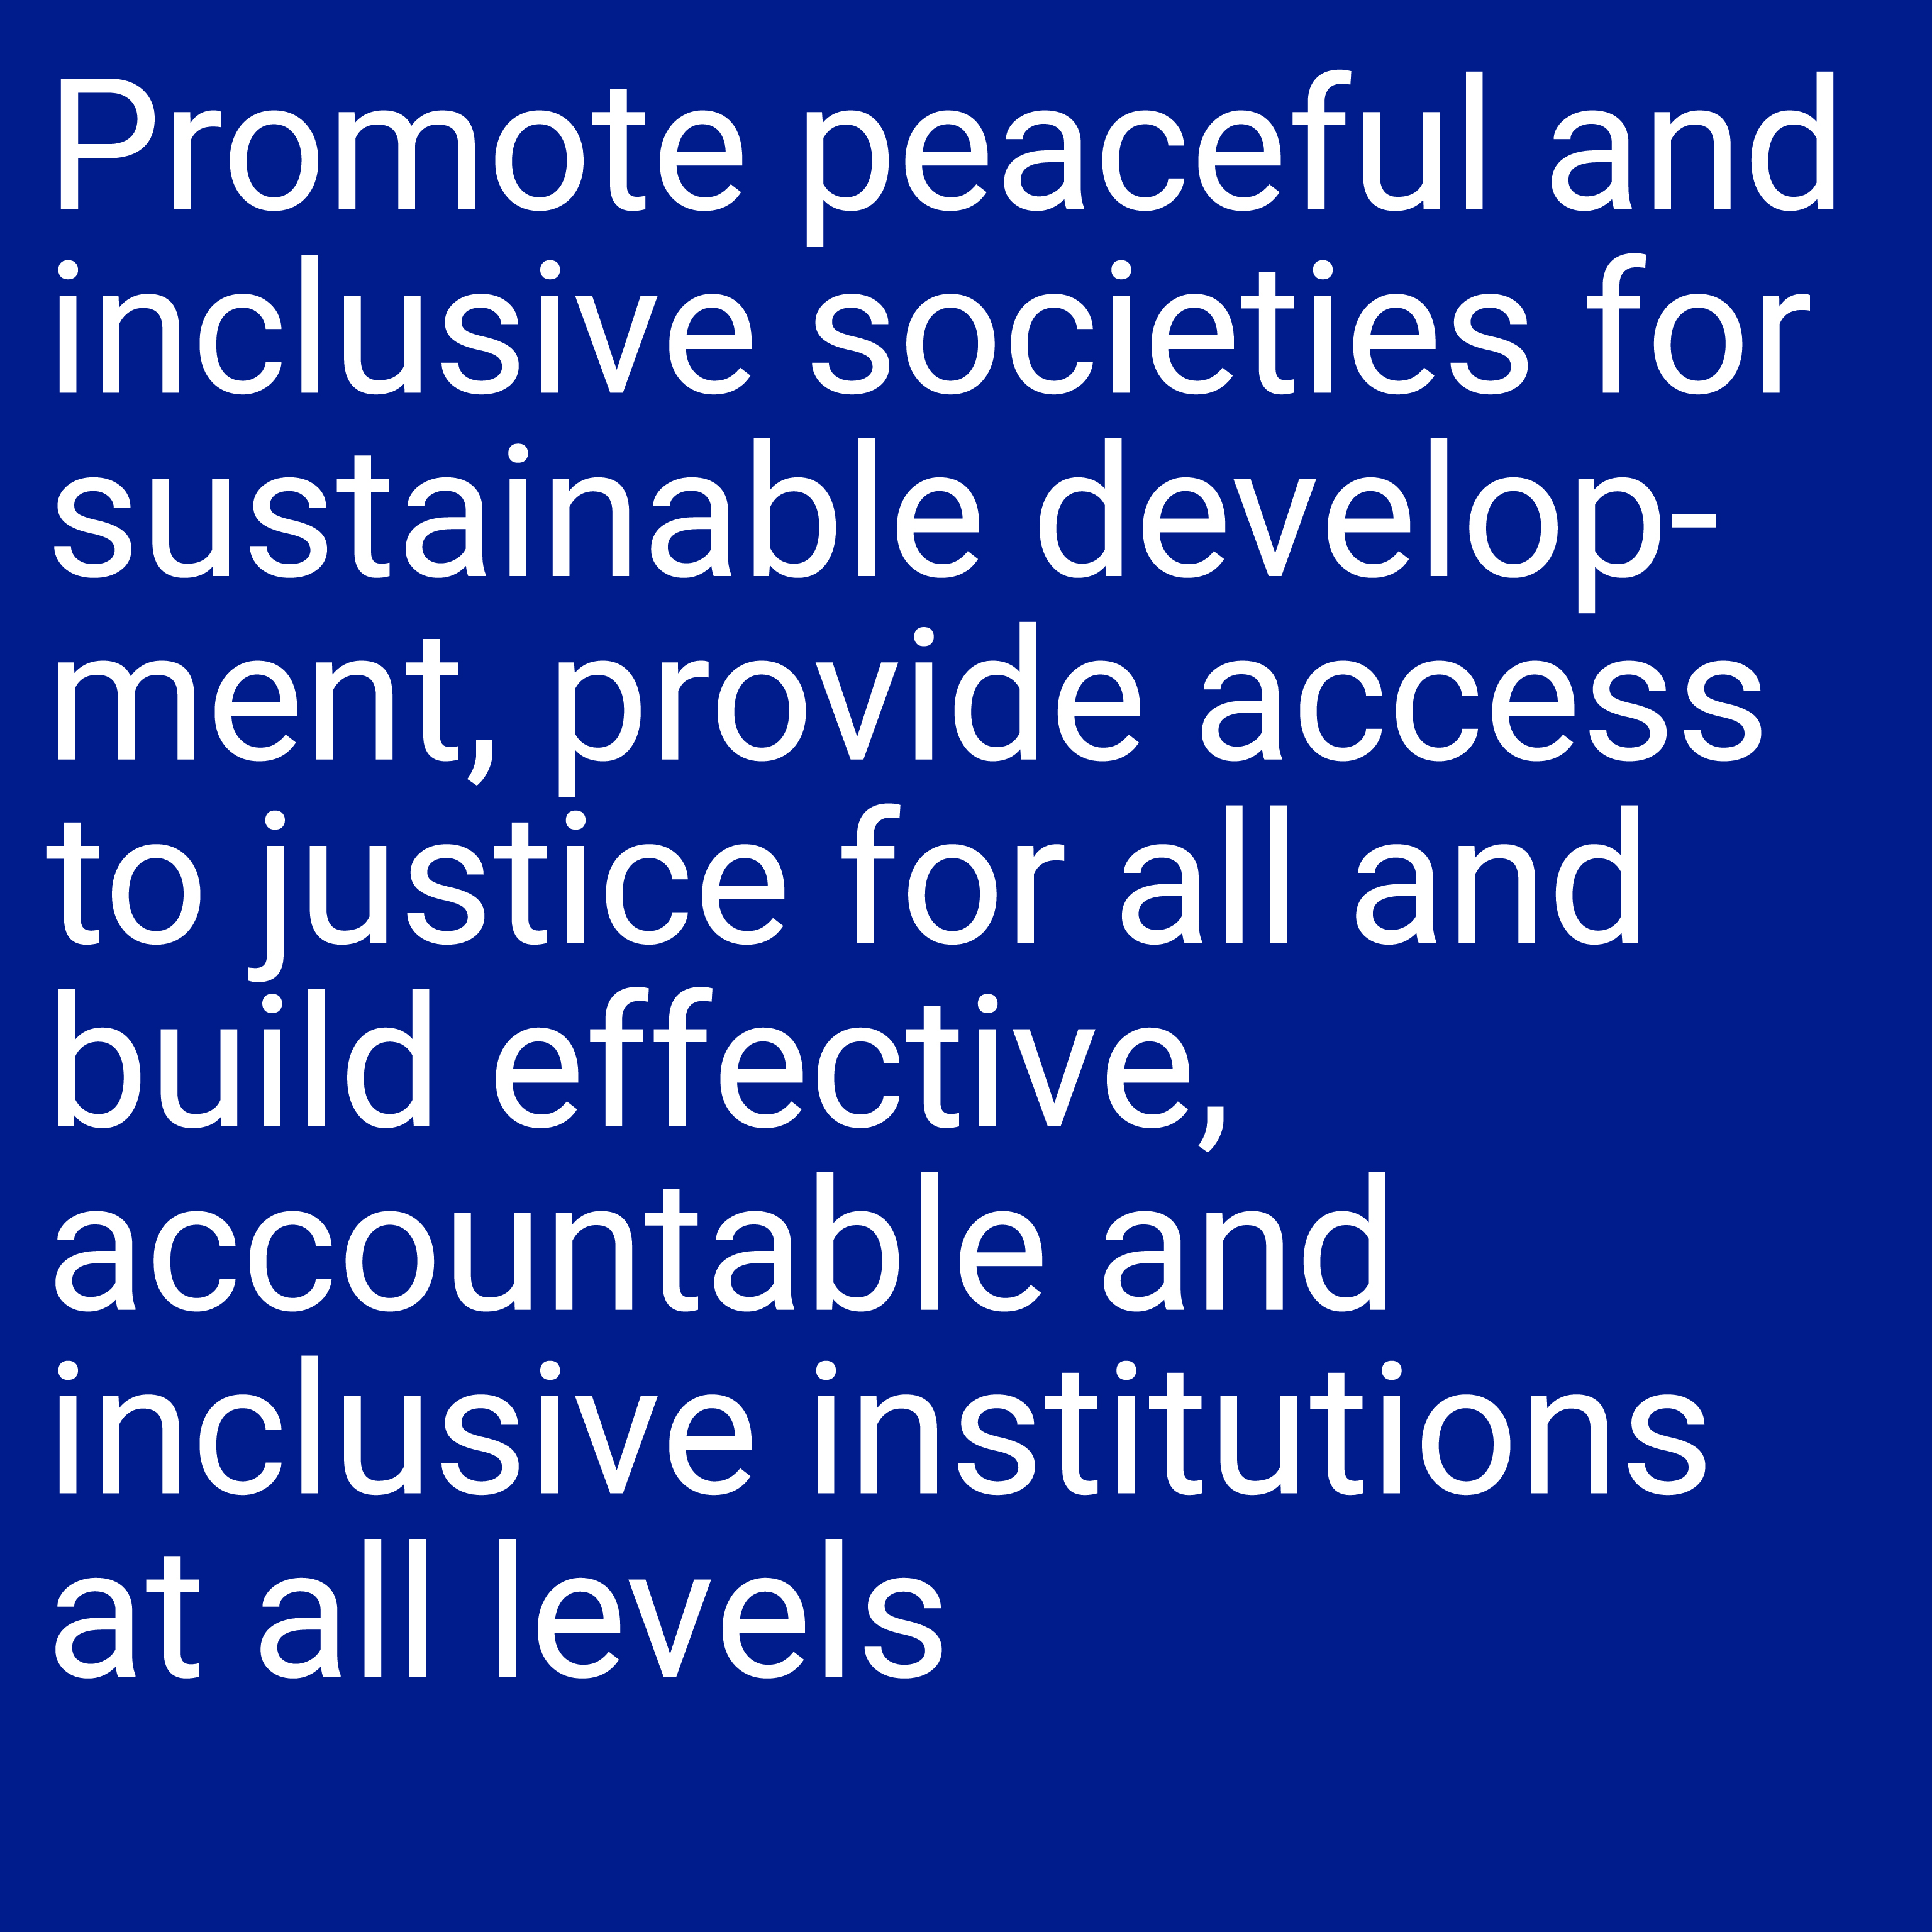 Promote peaceful and
inclusive societies for
sustainable develop-
ment, provide access
to justice for all and
build effective,
accountable and
inclusive institutions
at all levels